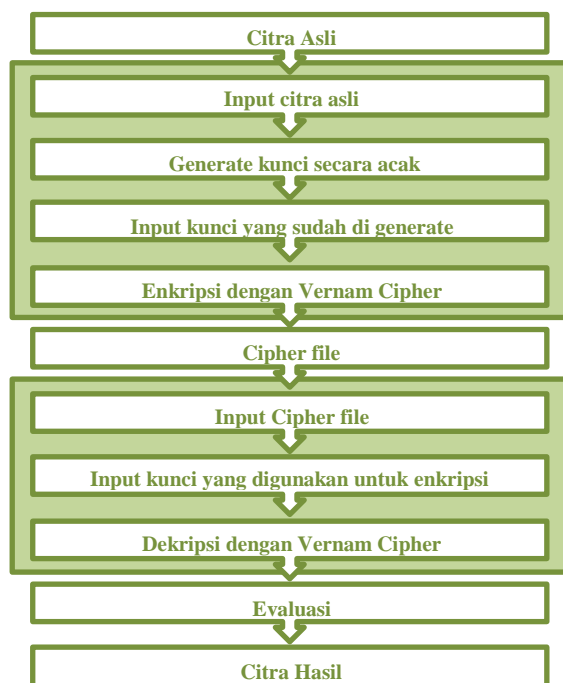 Citra Asli
Input citra asli
Generate kunci secara acak
Input kunci yang sudah di generate
Enkripsi dengan Vernam Cipher
Cipher file
Input Cipher file
Input kunci yang digunakan untuk enkripsi
Dekripsi dengan Vernam Cipher
Evaluasi
Citra Hasil